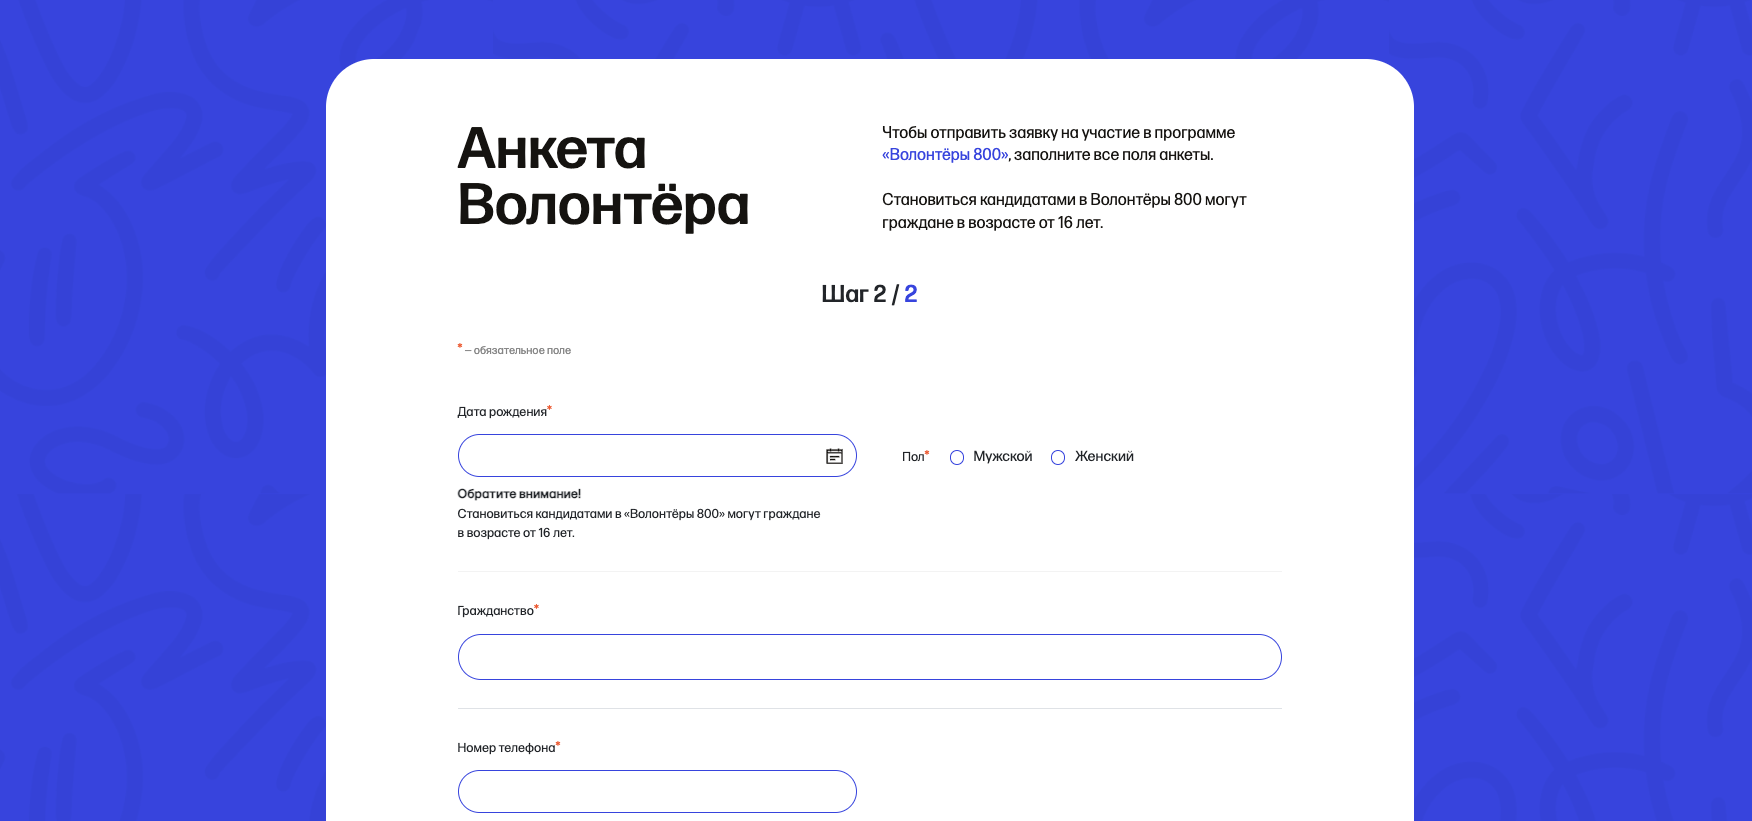 Анкета
Волонтёра
Чтобы отправить заявку на участие в программе
«Волонтёры 800», заполните все поля анкеты.
Становиться кандидатами в Волонтёры 800 могут
граждане в возрасте от 16 лет.
Шаг 2 / 2
* – обязательное поле
Дата рождения*
Пол* Мужской Женский
Обратите внимание!
Становиться кандидатами в «Волонтёры 800» могут граждане
в возрасте от 16 лет.
Гражданство*
Номер телефона*